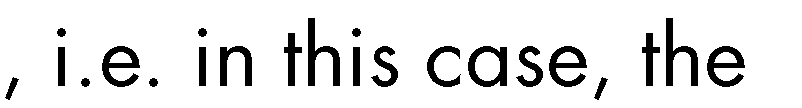 , i.e. in this case, the